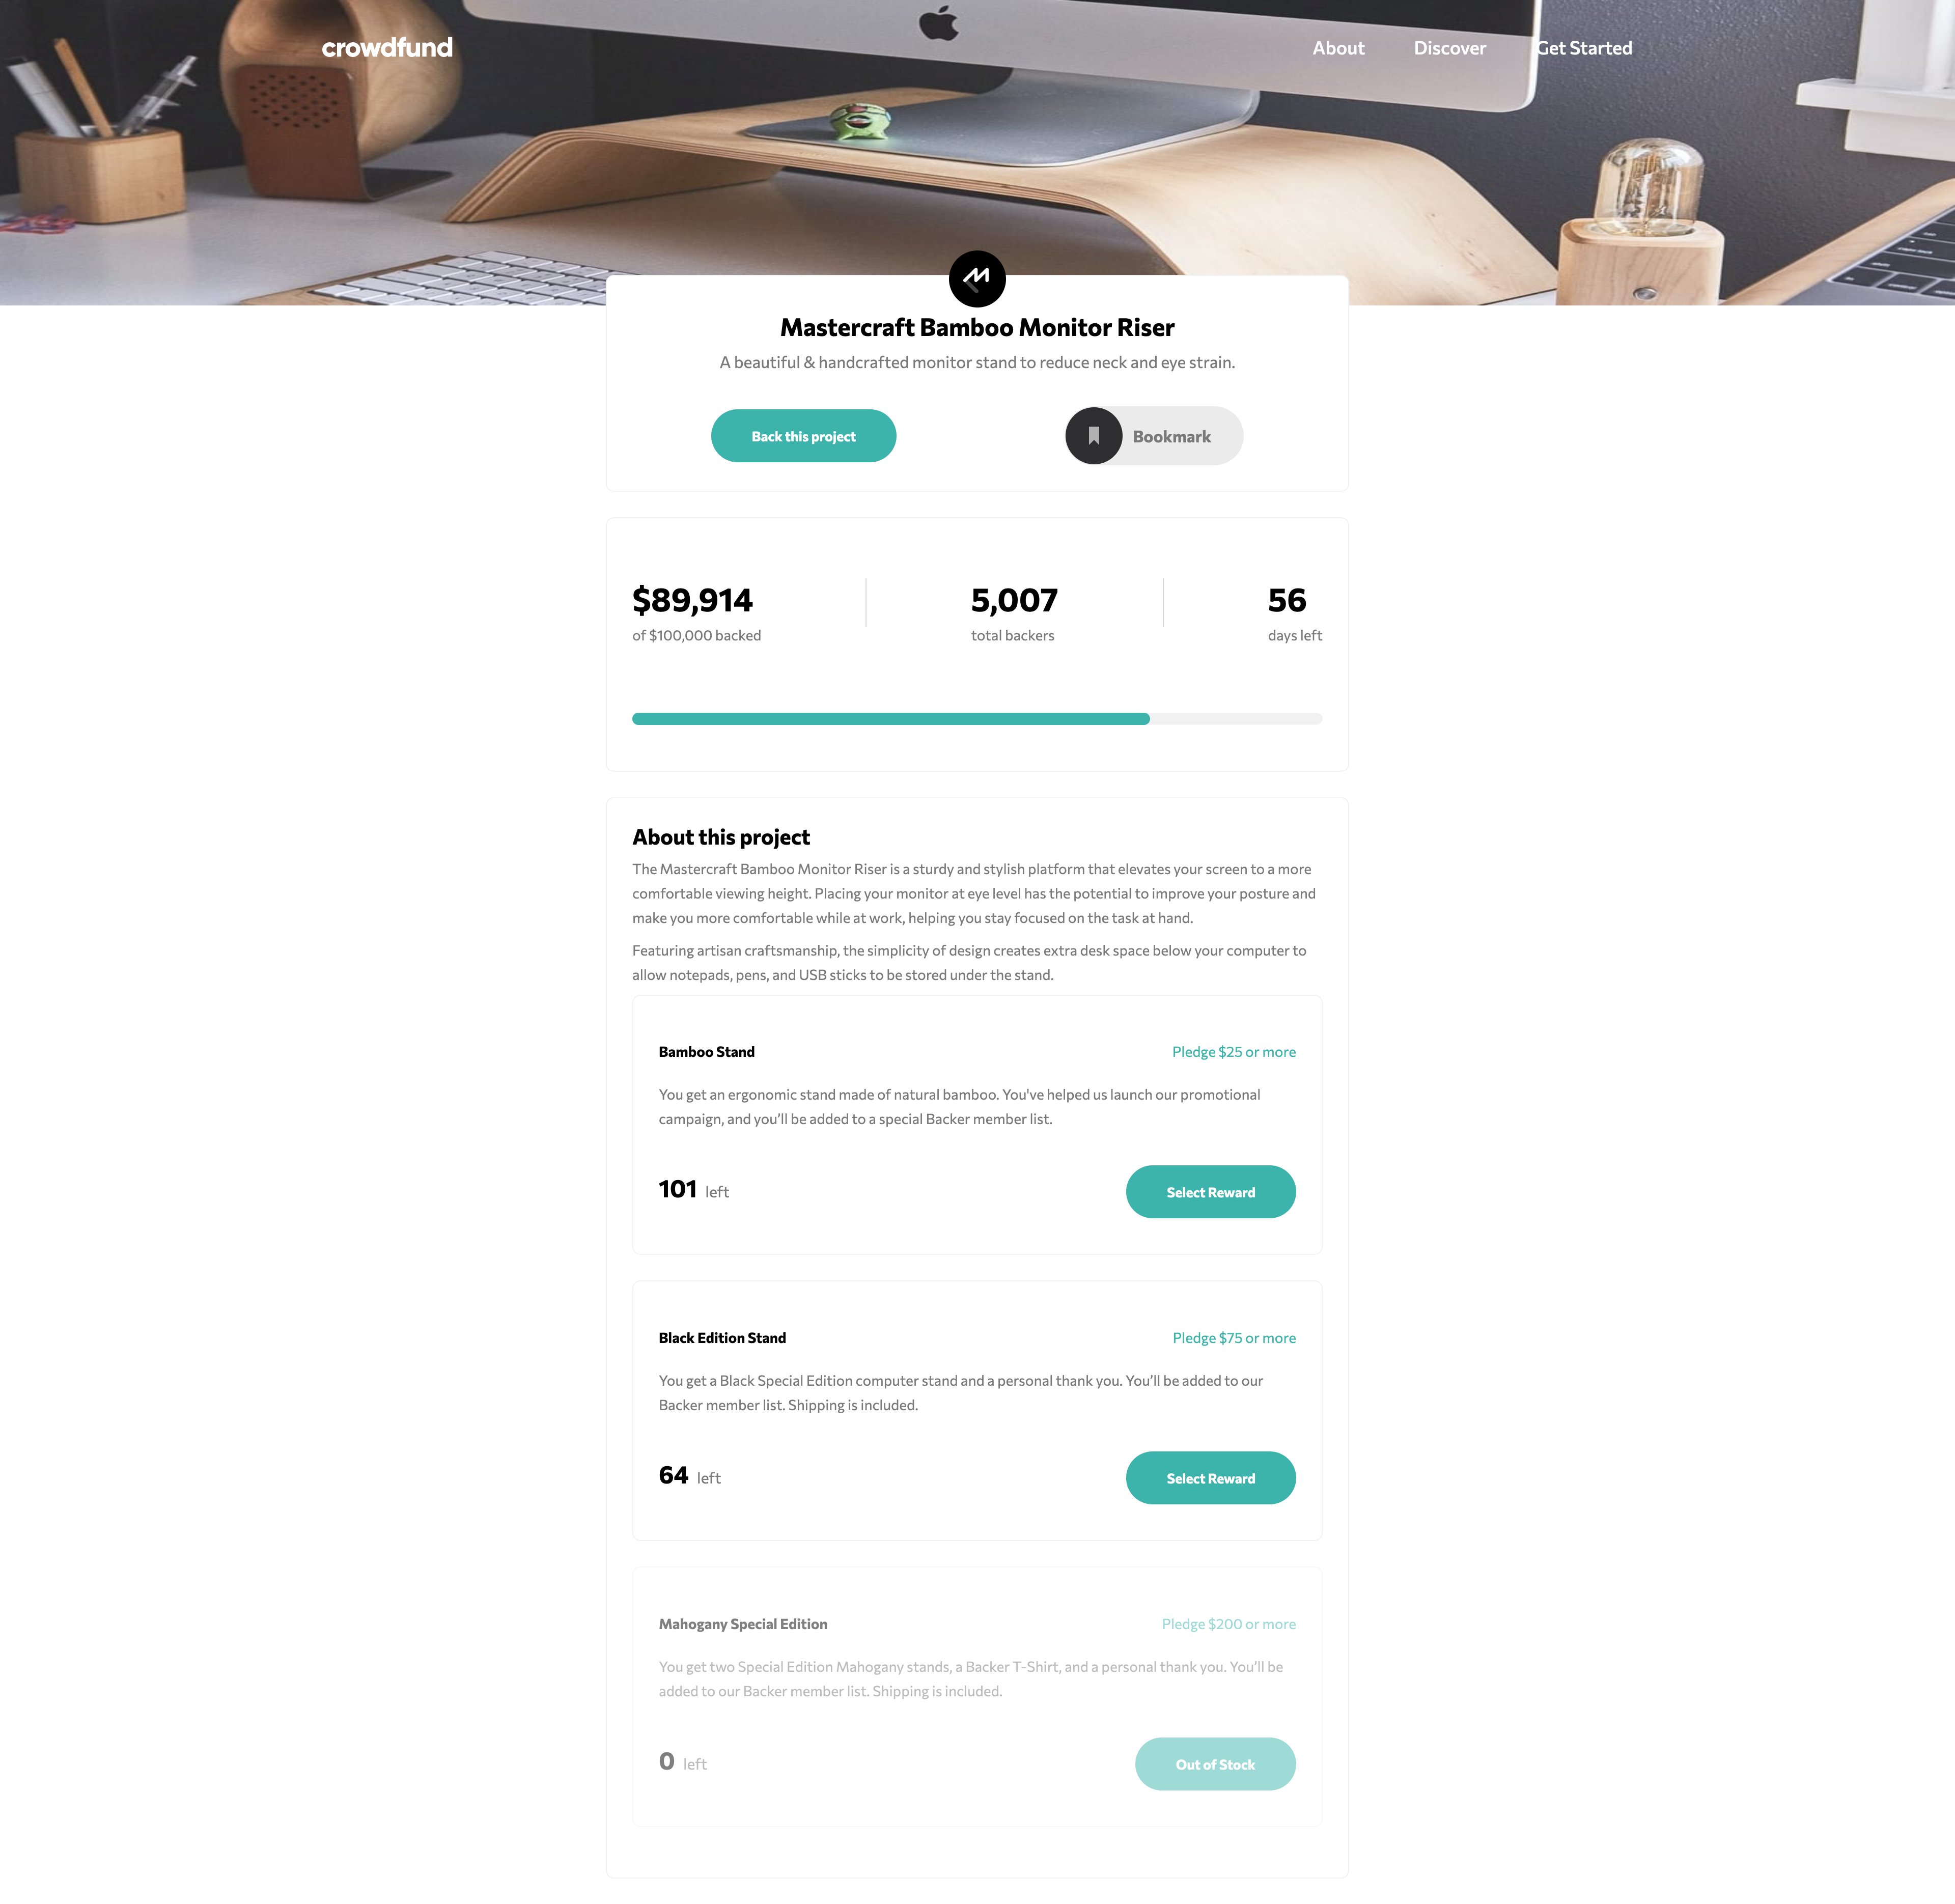 crowdfund
About Discover Get Started
Mastercraft Bamboo Monitor Riser
A beautiful & handcrafted monitor stand to reduce neck and eye strain.
Back this project Bookmark
$89,914 5,007 56
of $100,000 backed total backers days left
About this project
The Mastercraft Bamboo Monitor Riser is a sturdy and stylish platform that elevates your screen to a more
comfortable viewing height. Placing your monitor at eye level has the potential to improve your posture and
make you more comfortable while at work, helping you stay focused on the task at hand.
Featuring artisan craftsmanship, the simplicity of design creates extra desk space below your computer to
allow notepads, pens, and USB sticks to be stored under the stand.
Bamboo Stand Pledge $25 or more
You get an ergonomic stand made of natural bamboo. You've helped us launch our promotional
campaign, and you’ll be added to a special Backer member list.
101 left Select Reward
Black Edition Stand Pledge $75 or more
You get a Black Special Edition computer stand and a personal thank you. You’ll be added to our
Backer member list. Shipping is included.
64 left Select Reward
Mahogany Special Edition Pledge $200 or more
You get two Special Edition Mahogany stands, a Backer T-Shirt, and a personal thank you. You’ll be
added to our Backer member list. Shipping is included.
0 left Out of Stock